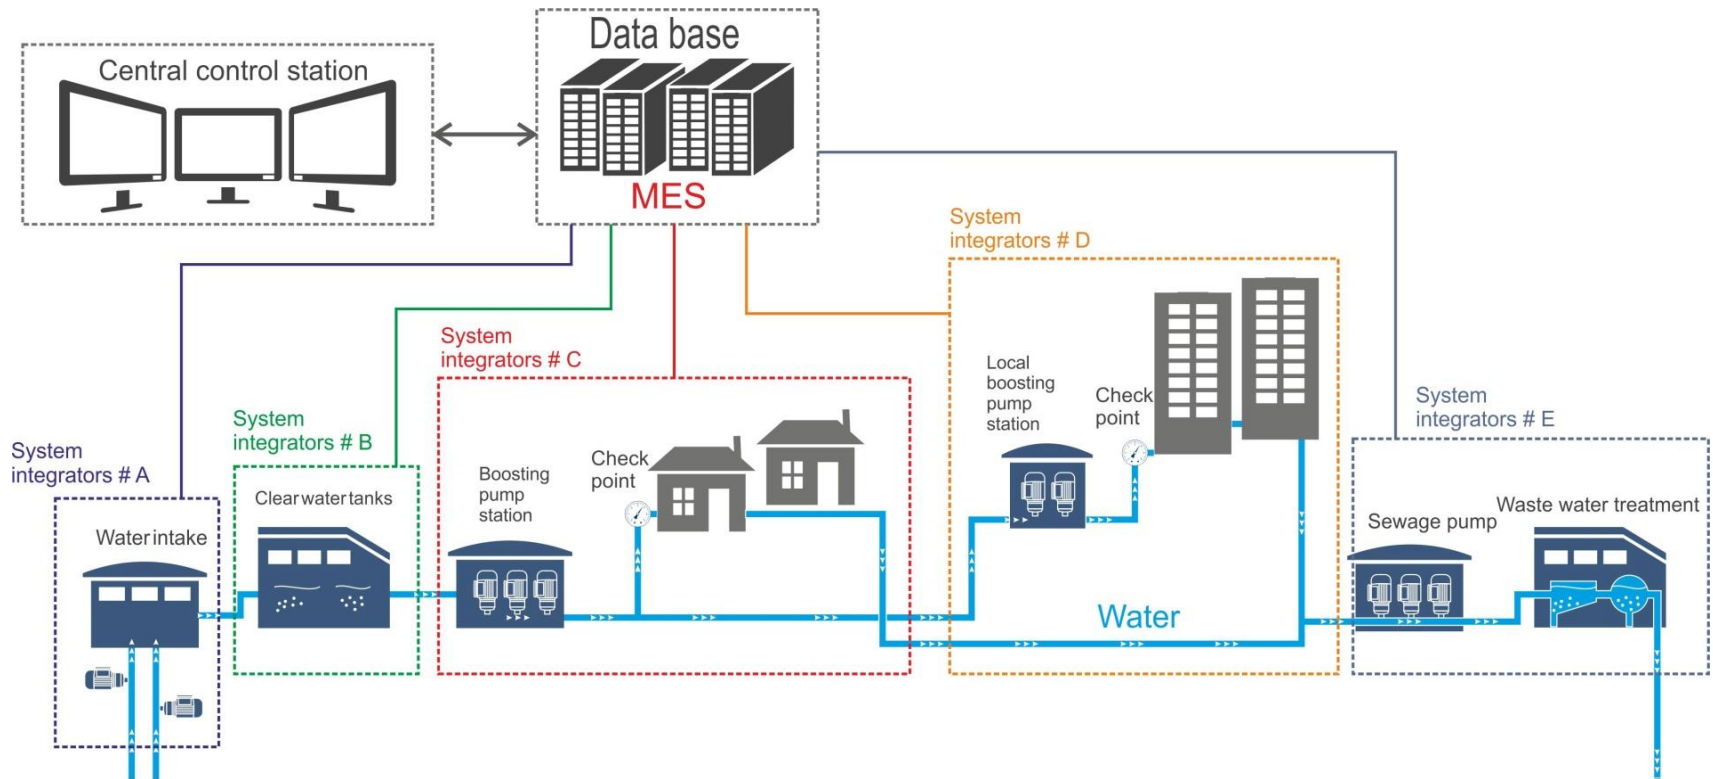 Central control station
Data base
MES
System
integrators # A
Water intake
System
integrators # B
Clear water tanks
System
integrators # C
Boosting
pump
station
Check
point
System
integrators # D
Local
boosting
pump
station
Check
point
Water
System
integrators # E
Sewage pump
Waste water treatment